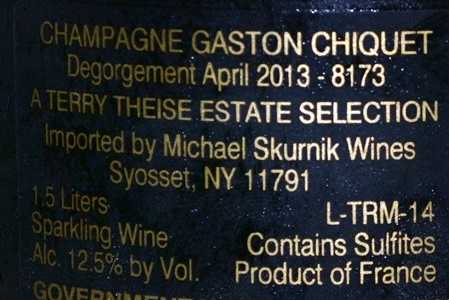 CHAMPAGNE GASTON CHIQUET
Degorgement April 2013 - 8173
A TERRY THEISE ESTATE SELECTION
Imported by Michael Skurnik Wines
Syosset, NY 11791
1.5 Liters
L-TRM-14
Sparkling Wine
Contains Sulfites
Alc. 12.5% by Vol.
Product of France
GOVERNMENT